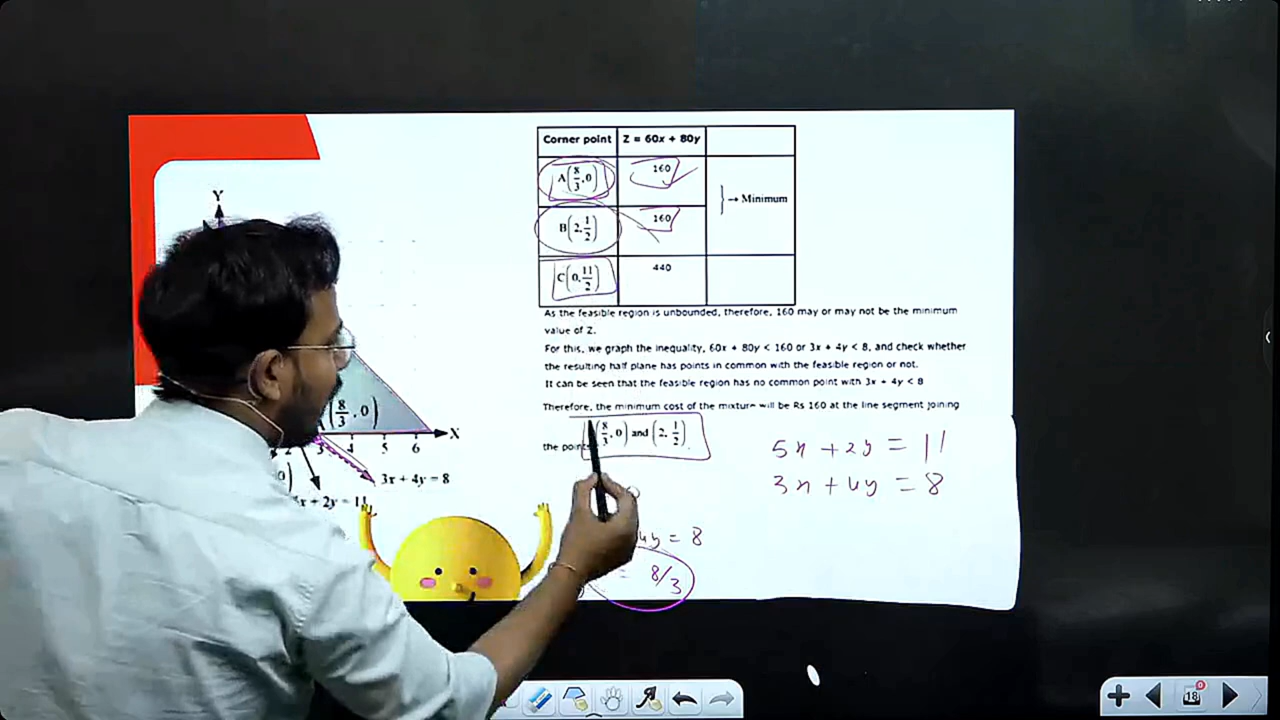 Corner point Z = 60x + 80y
A(8/3, 0) 160
} → Minimum
B(2, 1/2) 160
C(0, 11/2) 440
As the feasible region is unbounded, therefore, 160 may or may not be the minimum
value of Z.
For this, we graph the inequality, 60x + 80y < 160 or 3x + 4y < 8, and check whether
the resulting half plane has points in common with the feasible region or not.
It can be seen that the feasible region has no common point with 3x + 4y < 8
Therefore, the minimum cost of the mixture will be Rs 160 at the line segment joining
the points (8/3, 0) and (2, 1/2).
Y
(8/3, 0)
X
3 4 5 6
3x + 4y = 8
x + 2y = 11
5x + 2y = 11
3x + 4y = 8
4y = 8
= 8/3
18